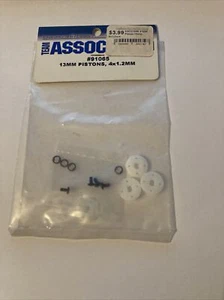 TEAM
ASSOC
$3.99
#91065
13MM PISTONS, 4x1.2MM